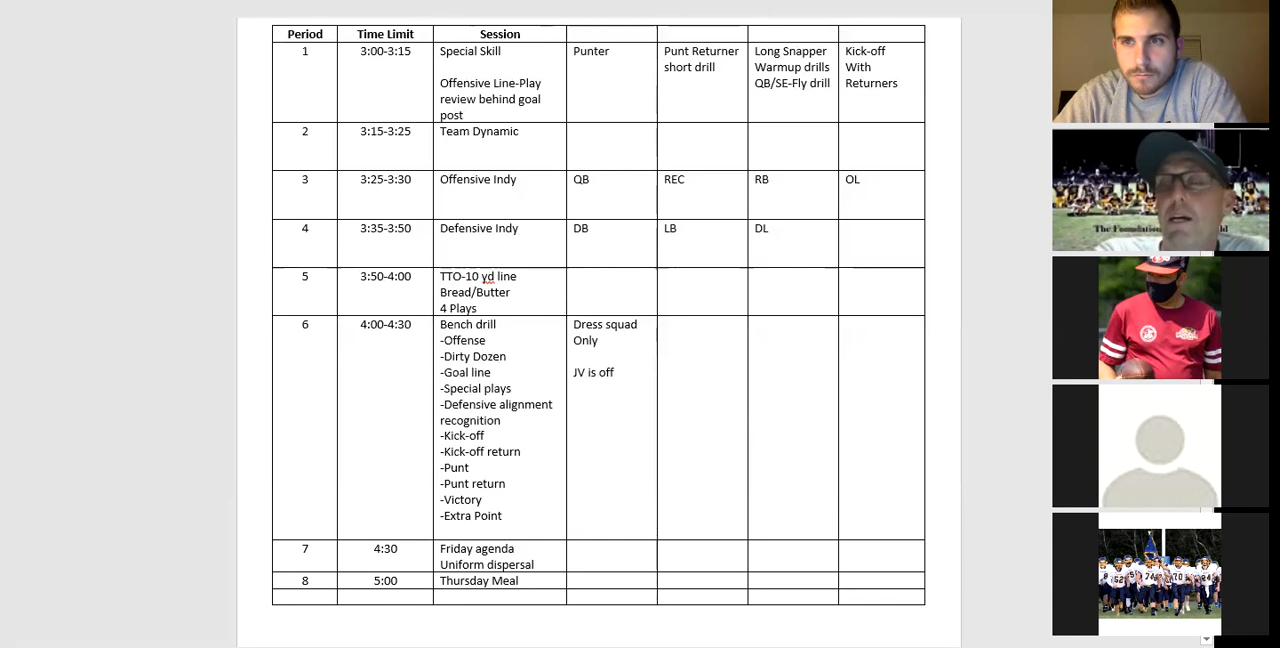 Period Time Limit Session
1 3:00-3:15 Special Skill Punter Punt Returner Long Snapper Kick-off
short drill Warmup drills With
Offensive Line-Play QB/SE-Fly drill Returners
review behind goal
post
2 3:15-3:25 Team Dynamic
3 3:25-3:30 Offensive Indy QB REC RB OL
4 3:35-3:50 Defensive Indy DB LB DL
5 3:50-4:00 TTO-10 yd line
Bread/Butter
4 Plays
6 4:00-4:30 Bench drill Dress squad
-Offense Only
-Dirty Dozen
-Goal line JV is off
-Special plays
-Defensive alignment
recognition
-Kick-off
-Kick-off return
-Punt
-Punt return
-Victory
-Extra Point
7 4:30 Friday agenda
Uniform dispersal
8 5:00 Thursday Meal
The Foundation